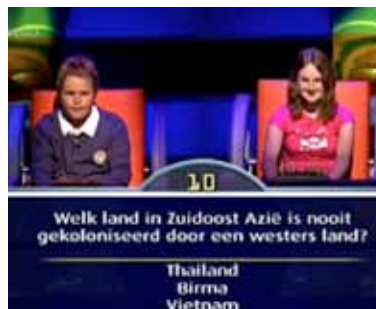 10
Welk land in Zuidoost Azië is nooit
gekoloniseerd door een westers land?
Thailand
Birma
Vietnam